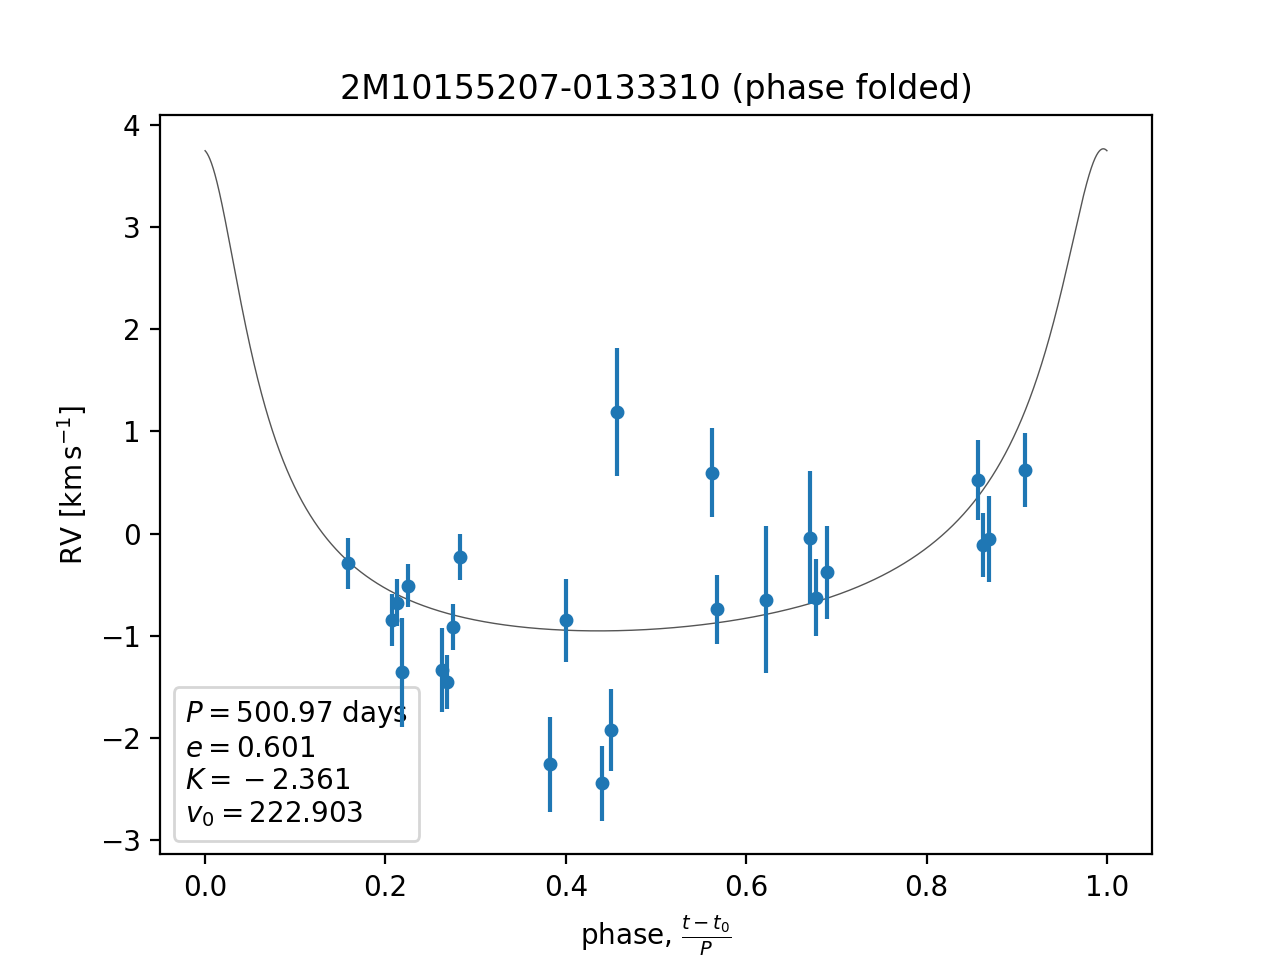 2M10155207-0133310 (phase folded)
4
3
2
1
0
−1
−2
−3
RV [km s⁻¹]
P = 500.97 days
e = 0.601
K = −2.361
v₀ = 222.903
0.0 0.2 0.4 0.6 0.8 1.0
phase, (t − t₀)/P